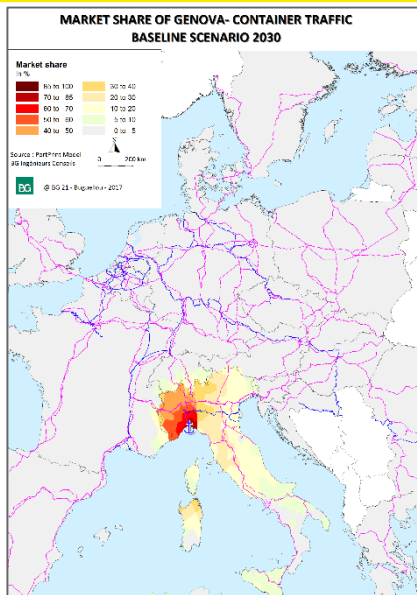 MARKET SHARE OF GENOVA- CONTAINER TRAFFIC
BASELINE SCENARIO 2030
Market share
In %
85 to 100
70 to 85
60 to 70
50 to 60
40 to 50
30 to 40
20 to 30
10 to 20
5 to 10
0 to 5
N
0 200 km
Source : PortPrint Model
BG Ingénieurs Conseils
BG
@ BG 21 - Buguellou - 2017